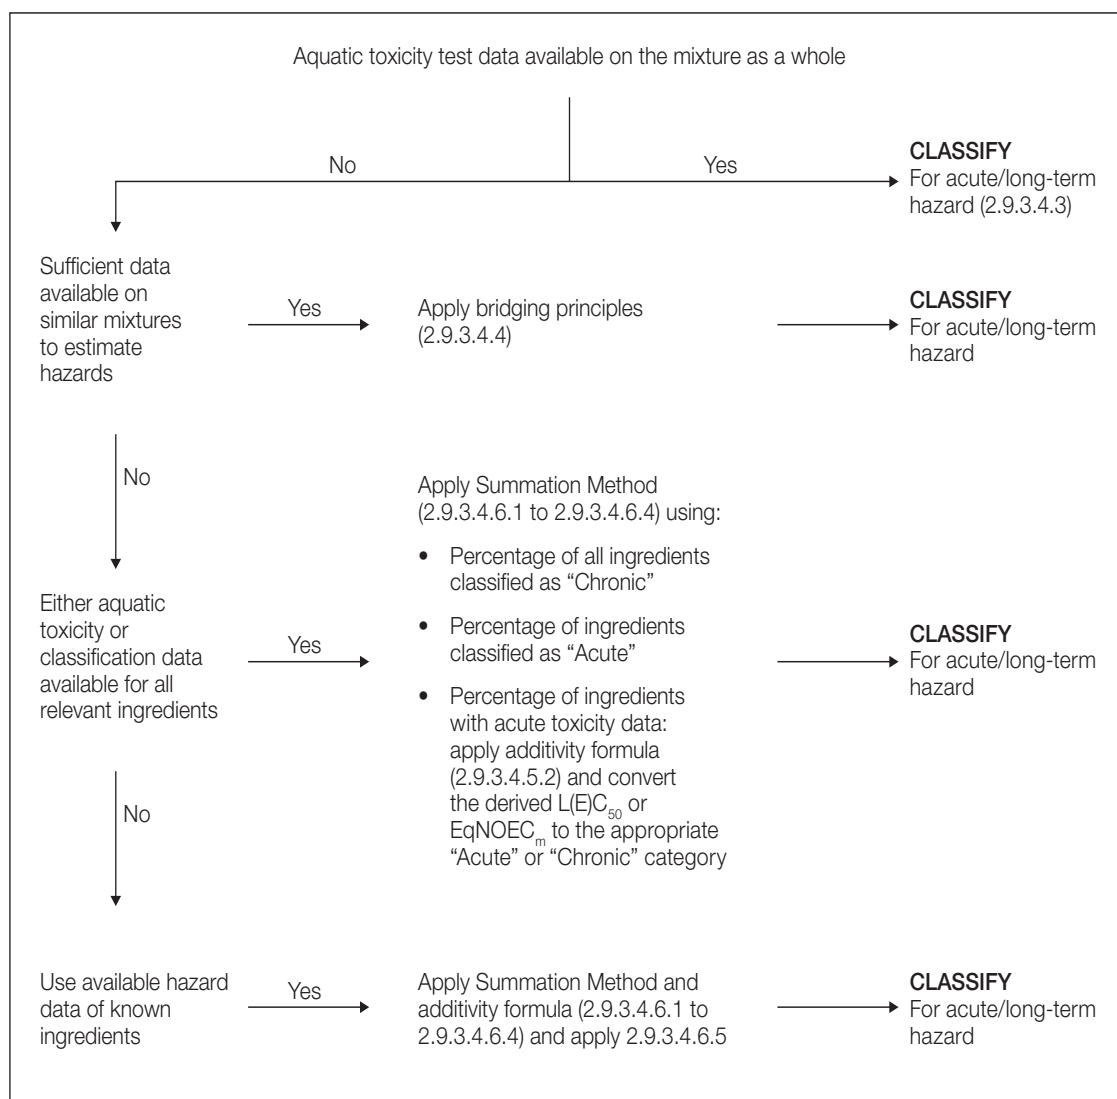 Aquatic toxicity test data available on the mixture as a whole
No
Yes
CLASSIFY
For acute/long-term
hazard (2.9.3.4.3)
Sufficient data
available on
similar mixtures
to estimate
hazards
Yes
Apply bridging principles
(2.9.3.4.4)
CLASSIFY
For acute/long-term
hazard
No
Apply Summation Method
(2.9.3.4.6.1 to 2.9.3.4.6.4) using:
• Percentage of all ingredients
classified as “Chronic”
• Percentage of ingredients
classified as “Acute”
• Percentage of ingredients
with acute toxicity data:
apply additivity formula
(2.9.3.4.5.2) and convert
the derived L(E)C50 or
EqNOECm to the appropriate
“Acute” or “Chronic” category
Either aquatic
toxicity or
classification data
available for all
relevant ingredients
Yes
CLASSIFY
For acute/long-term
hazard
No
Use available hazard
data of known
ingredients
Yes
Apply Summation Method and
additivity formula (2.9.3.4.6.1 to
2.9.3.4.6.4) and apply 2.9.3.4.6.5
CLASSIFY
For acute/long-term
hazard